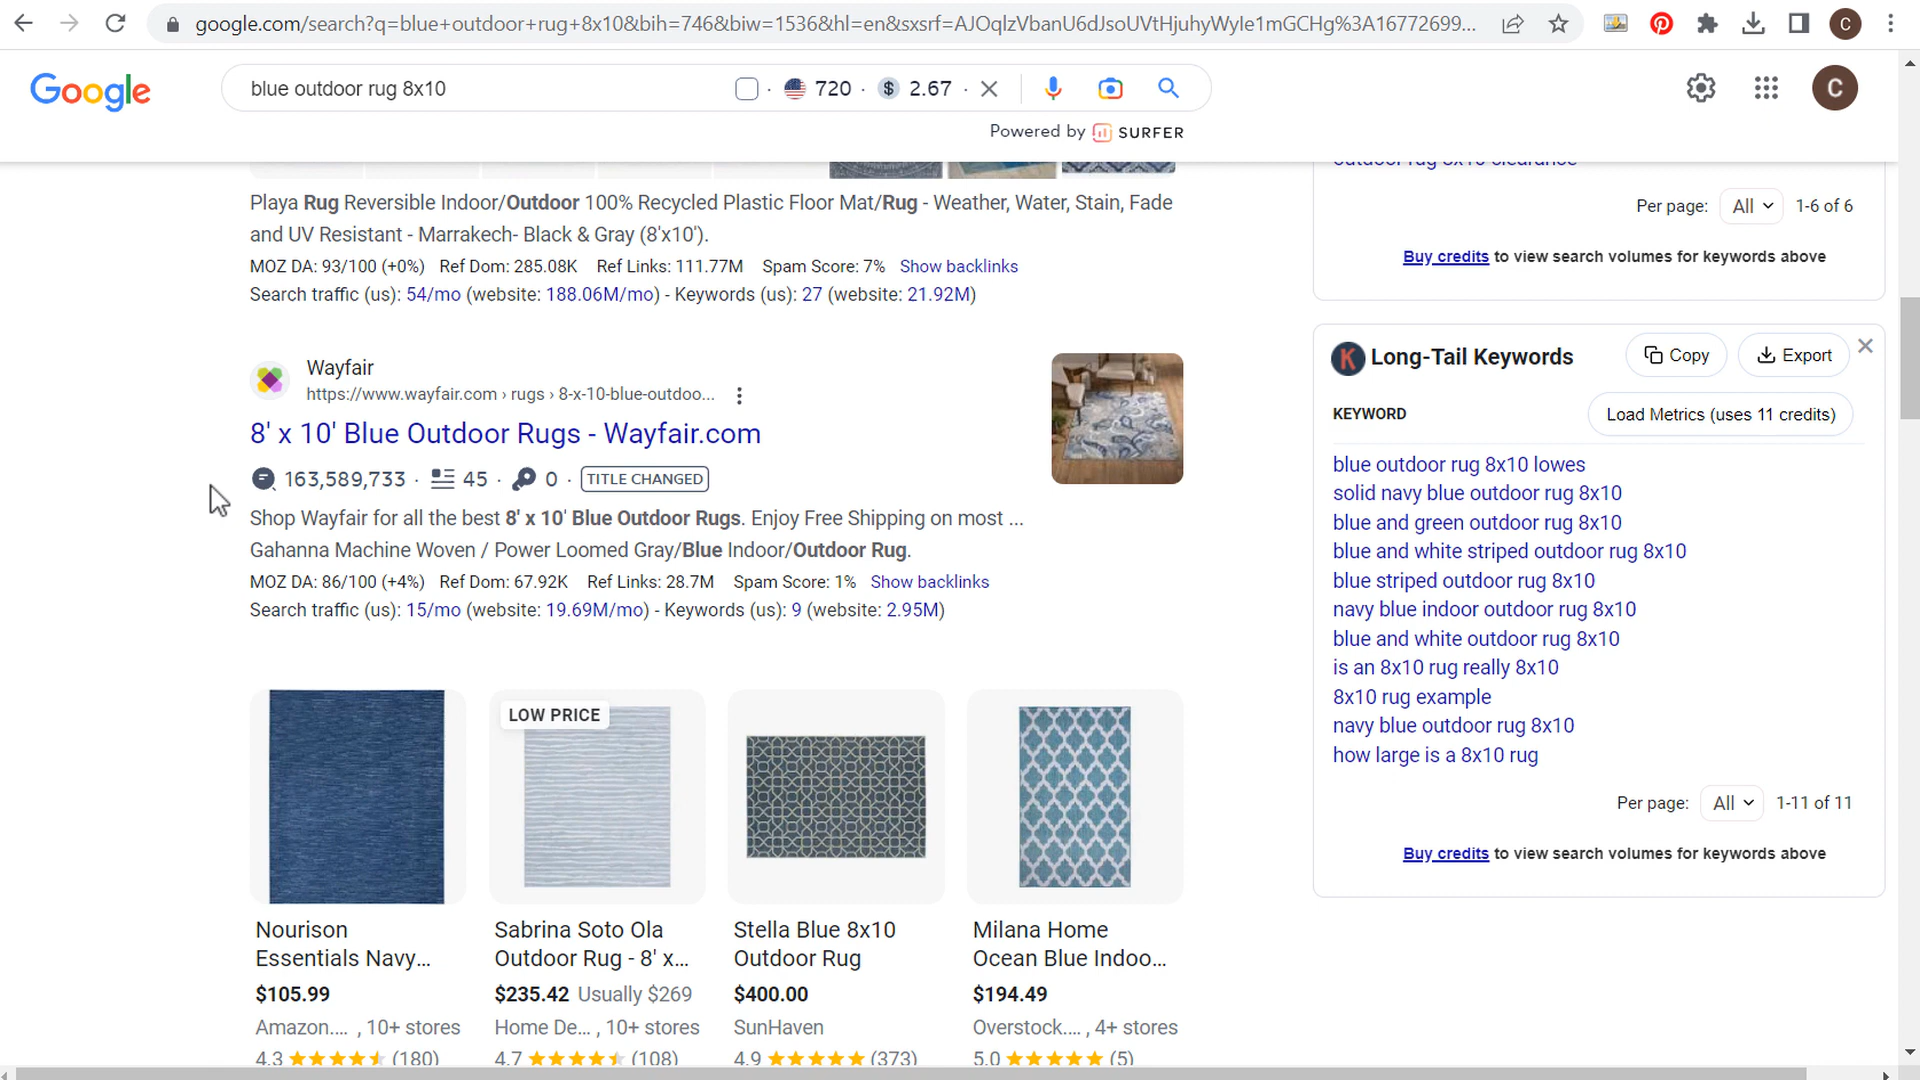 google.com/search?q=blue+outdoor+rug+8x10&bih=746&biw=1536&hl=en&sxsrf=AJOqlzVbanU6dJsoUVtHjuhyWyIe1mGCHg%3A16772699...
C
Google
blue outdoor rug 8x10
· 720 · $ 2.67 ·
C
Powered by SURFER
Playa Rug Reversible Indoor/Outdoor 100% Recycled Plastic Floor Mat/Rug - Weather, Water, Stain, Fade
and UV Resistant - Marrakech- Black & Gray (8'x10').
MOZ DA: 93/100 (+0%) Ref Dom: 285.08K Ref Links: 111.77M Spam Score: 7% Show backlinks
Search traffic (us): 54/mo (website: 188.06M/mo) - Keywords (us): 27 (website: 21.92M)
Wayfair
https://www.wayfair.com › rugs › 8-x-10-blue-outdoo...
8' x 10' Blue Outdoor Rugs - Wayfair.com
163,589,733 · 45 · 0 · TITLE CHANGED
Shop Wayfair for all the best 8' x 10' Blue Outdoor Rugs. Enjoy Free Shipping on most ...
Gahanna Machine Woven / Power Loomed Gray/Blue Indoor/Outdoor Rug.
MOZ DA: 86/100 (+4%) Ref Dom: 67.92K Ref Links: 28.7M Spam Score: 1% Show backlinks
Search traffic (us): 15/mo (website: 19.69M/mo) - Keywords (us): 9 (website: 2.95M)
LOW PRICE
Nourison
Essentials Navy...
$105.99
Amazon.... , 10+ stores
4.3 (180)
Sabrina Soto Ola
Outdoor Rug - 8' x...
$235.42 Usually $269
Home De... , 10+ stores
4.7 (108)
Stella Blue 8x10
Outdoor Rug
$400.00
SunHaven
4.9 (373)
Milana Home
Ocean Blue Indoo...
$194.49
Overstock.... , 4+ stores
5.0 (5)
outdoor rug 8x10 clearance
Per page: All 1-6 of 6
Buy credits to view search volumes for keywords above
K Long-Tail Keywords Copy Export
KEYWORD Load Metrics (uses 11 credits)
blue outdoor rug 8x10 lowes
solid navy blue outdoor rug 8x10
blue and green outdoor rug 8x10
blue and white striped outdoor rug 8x10
blue striped outdoor rug 8x10
navy blue indoor outdoor rug 8x10
blue and white outdoor rug 8x10
is an 8x10 rug really 8x10
8x10 rug example
navy blue outdoor rug 8x10
how large is a 8x10 rug
Per page: All 1-11 of 11
Buy credits to view search volumes for keywords above